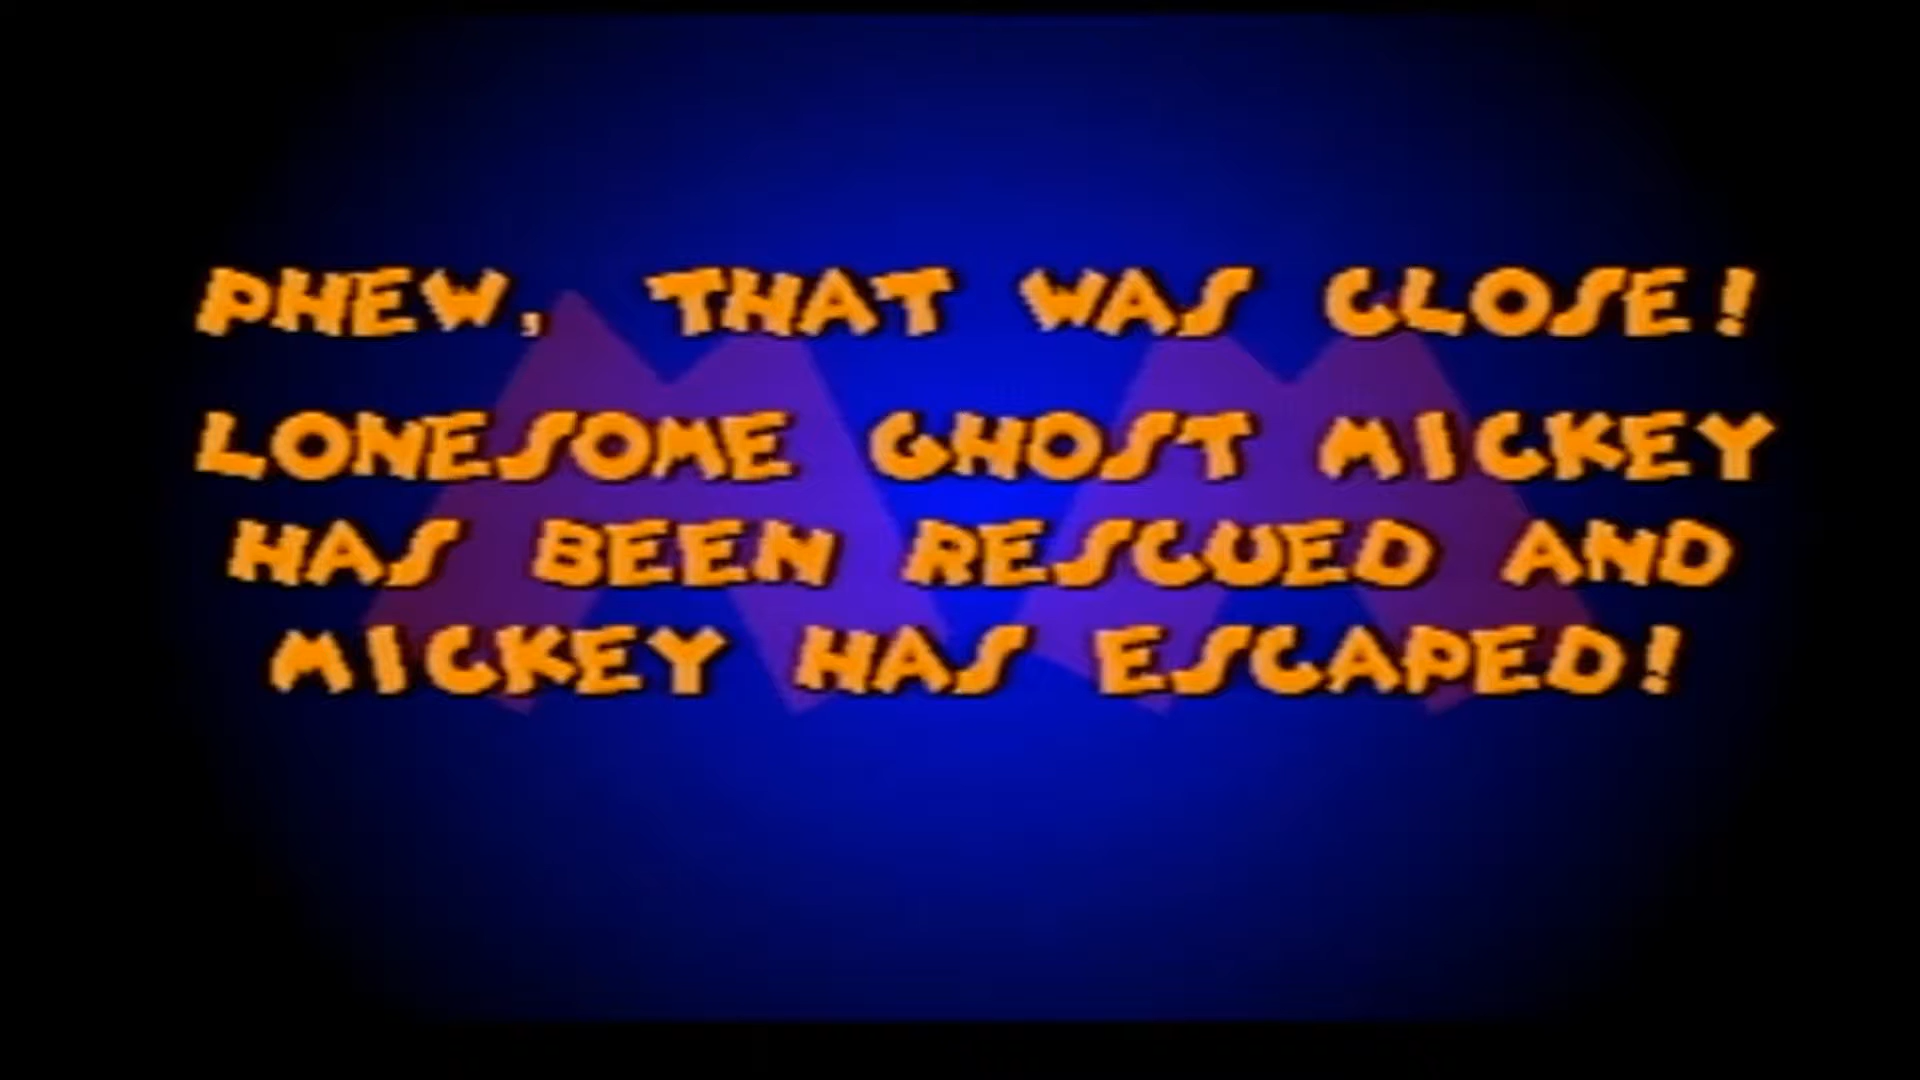 PHEW, THAT WAS CLOSE!
LONESOME GHOST MICKEY
HAS BEEN RESCUED AND
MICKEY HAS ESCAPED!